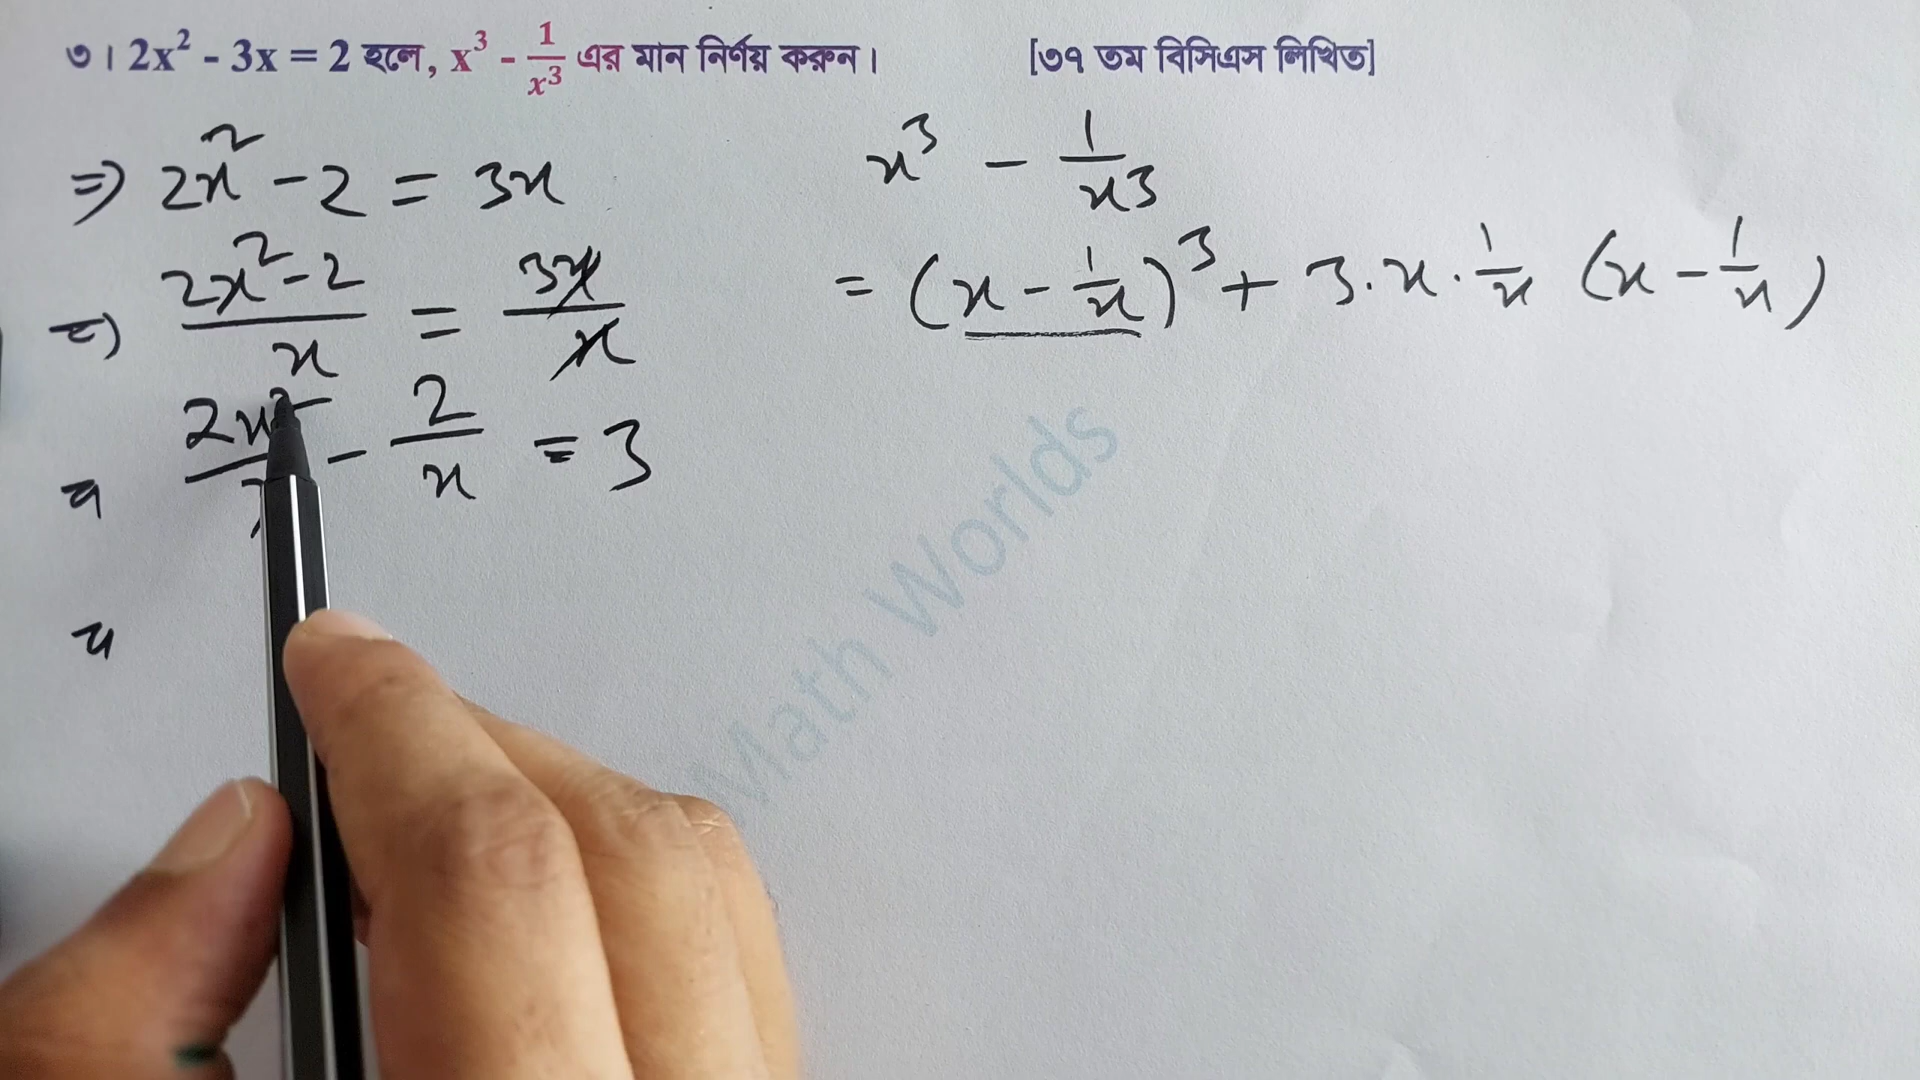 ৩। 2x² - 3x = 2 হলে, x³ - 1/x³ এর মান নির্ণয় করুন। [৩৭ তম বিসিএস লিখিত]
⇒ 2x² - 2 = 3x
⇒ (2x² - 2)/x = 3x/x
বা 2x²/x - 2/x = 3
বা
x³ - 1/x³
= (x - 1/x)³ + 3.x.1/x (x - 1/x)
Math Worlds